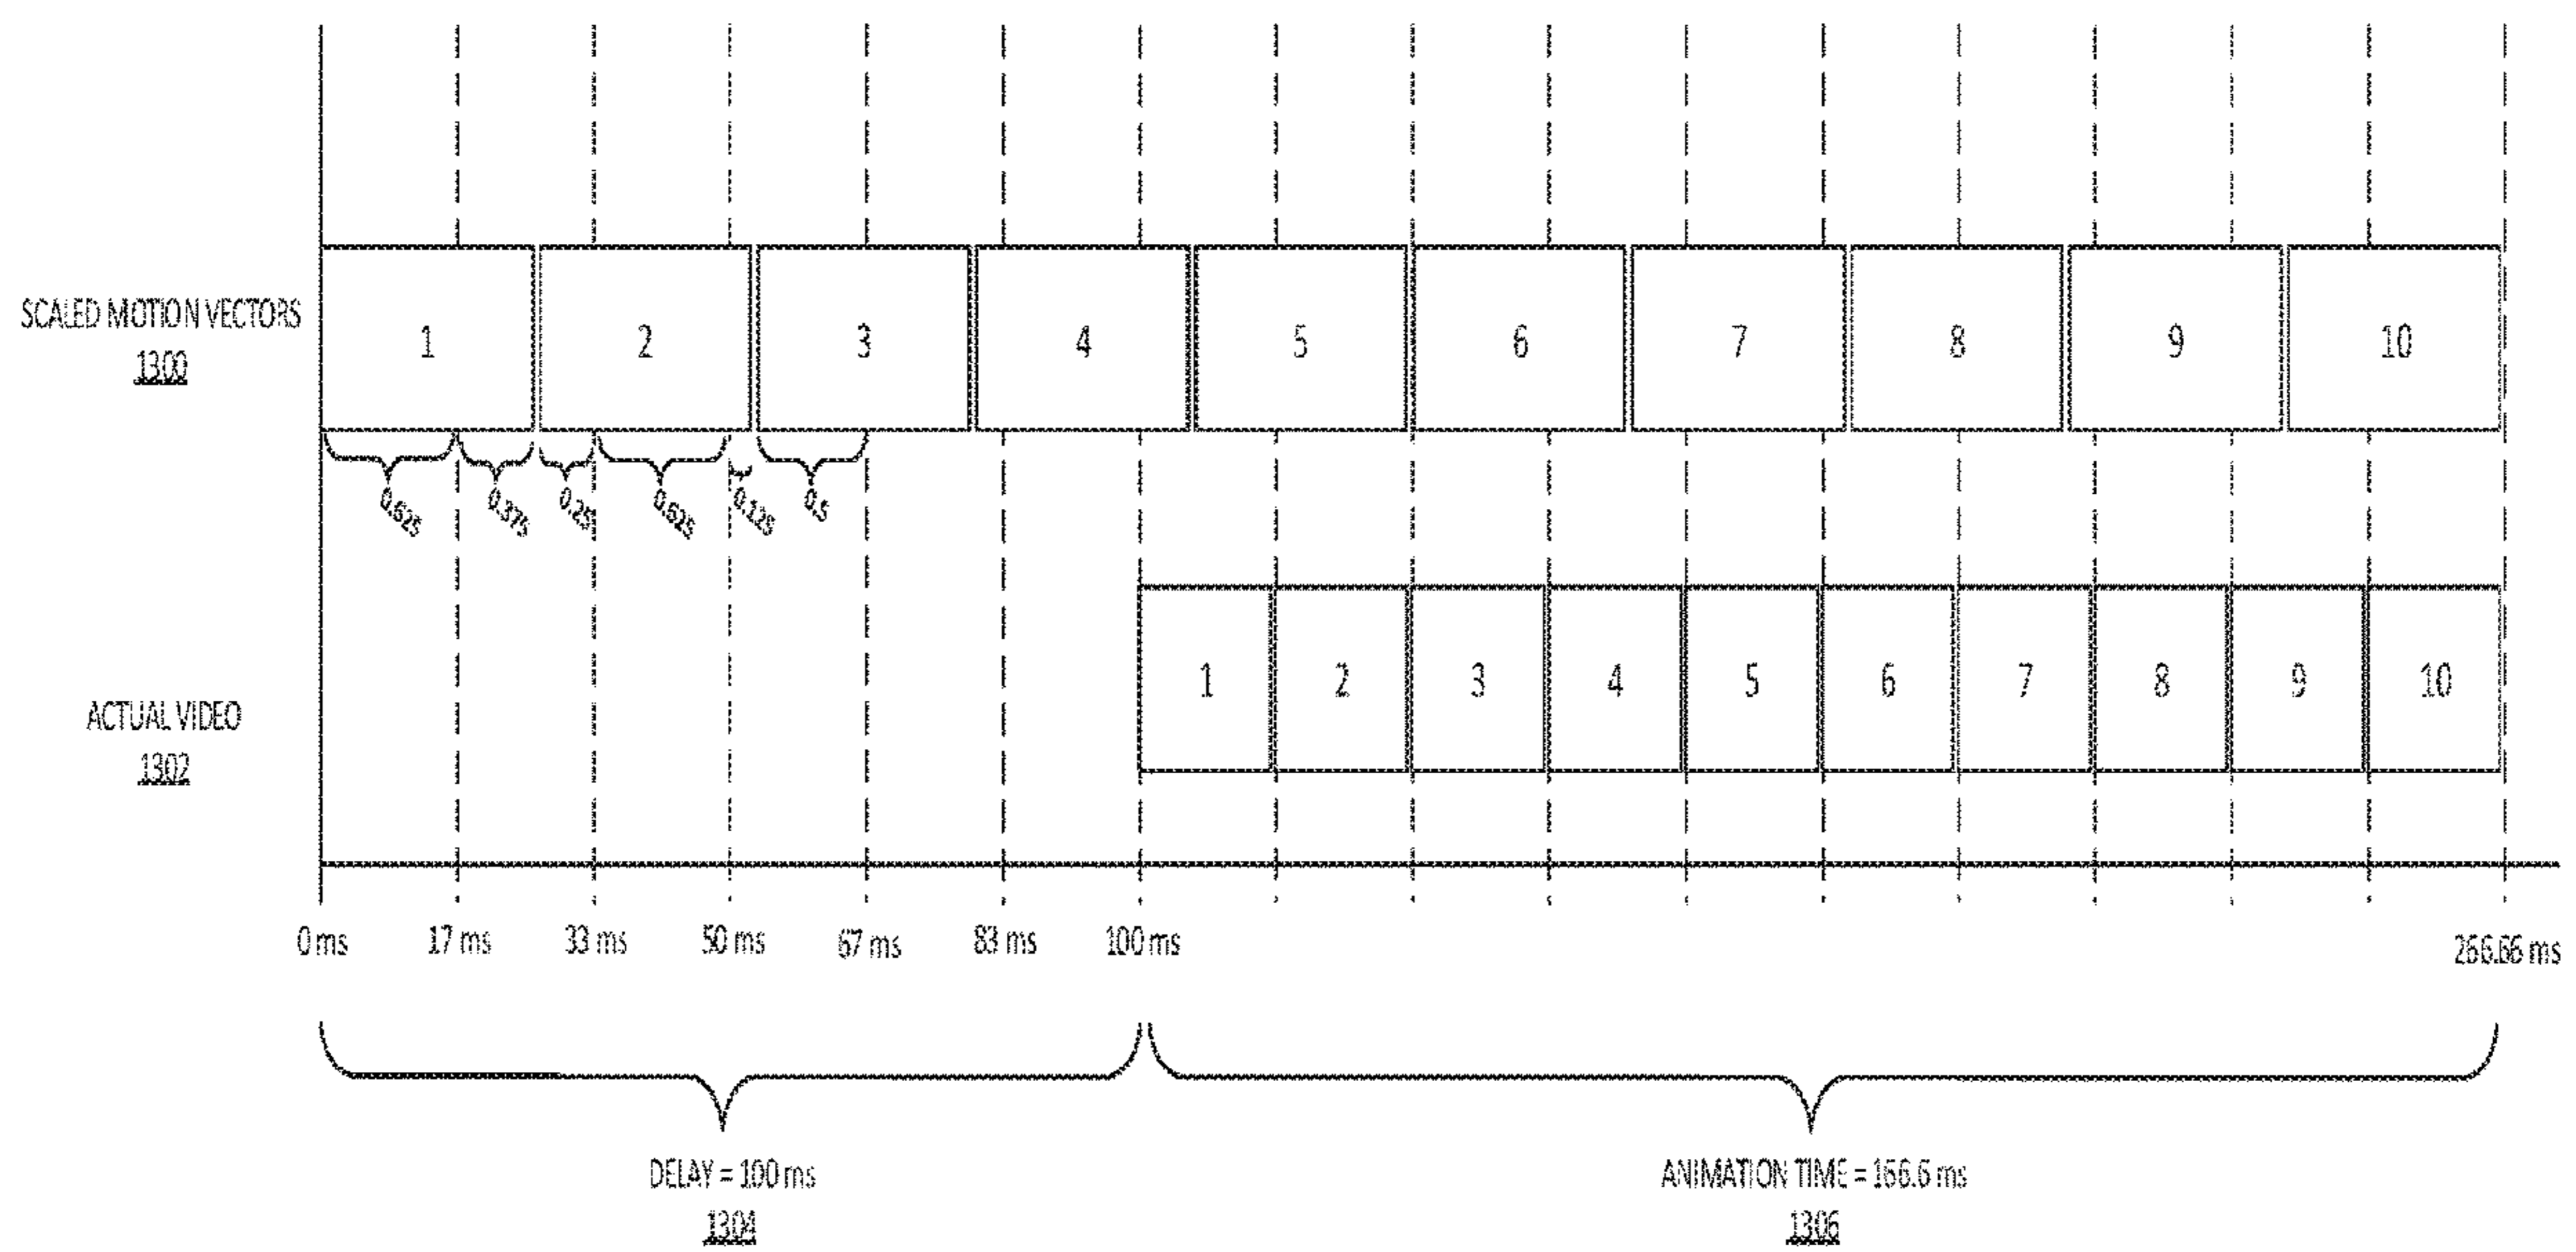 SCALED MOTION VECTORS
1300
1 2 3 4 5 6 7 8 9 10
0.625 0.375 0.25 0.625 0.125 0.5
ACTUAL VIDEO
1302
1 2 3 4 5 6 7 8 9 10
0 ms 17 ms 33 ms 50 ms 67 ms 83 ms 100 ms 266.66 ms
DELAY = 100 ms
1304
ANIMATION TIME = 166.6 ms
1306